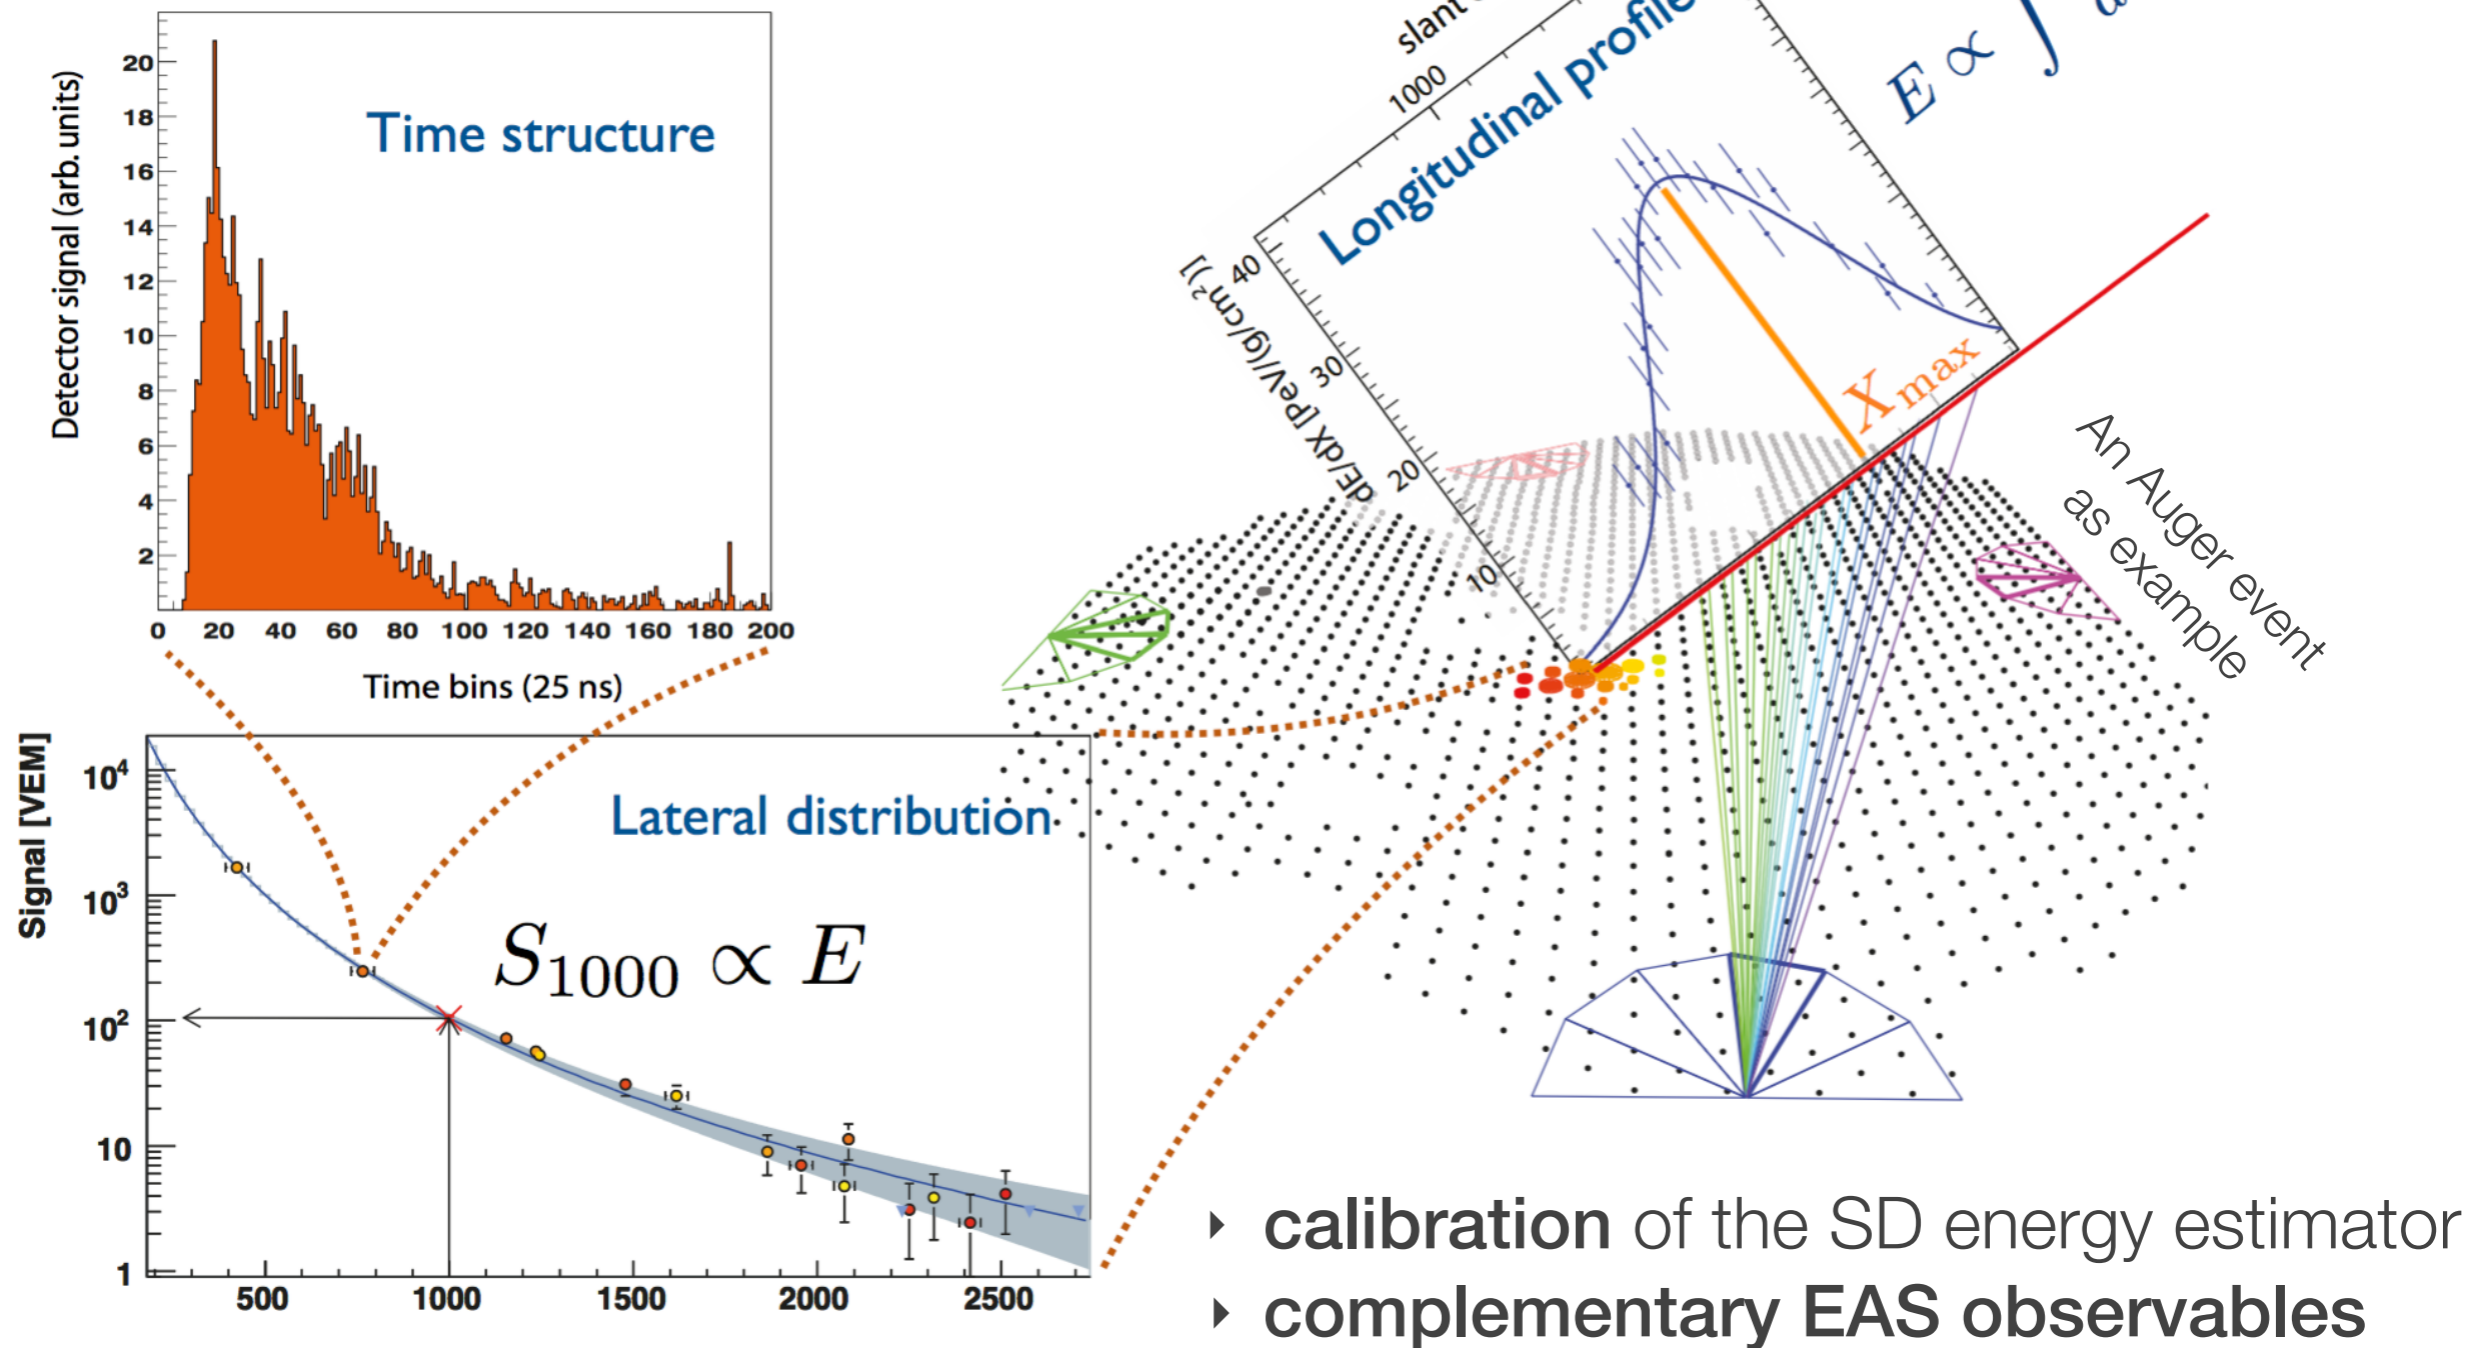 Detector signal (arb. units)
20
18
16
14
12
10
8
6
4
2
Time structure
0 20 40 60 80 100 120 140 160 180 200
Time bins (25 ns)
Signal [VEM]
10⁴
10³
10²
10
1
Lateral distribution
S₁₀₀₀ ∝ E
500 1000 1500 2000 2500
slant
1000
Longitudinal profile
E ∝ ∫
dE/dX [PeV/(g/cm²)]
40
30
20
10
Xmax
An Auger event
as example
‣ calibration of the SD energy estimator
‣ complementary EAS observables